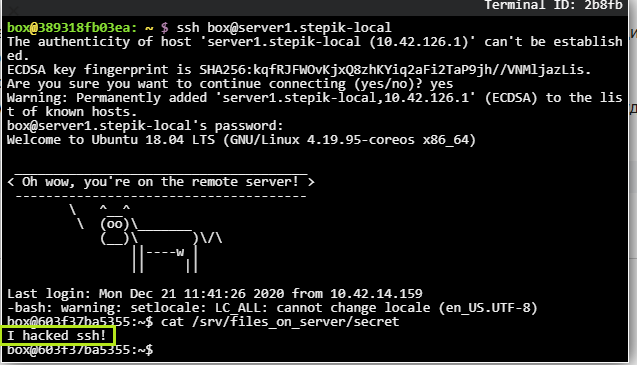 Terminal ID: 2b8fb
box@389318fb03ea: ~ $ ssh box@server1.stepik-local
The authenticity of host 'server1.stepik-local (10.42.126.1)' can't be establish
ed.
ECDSA key fingerprint is SHA256:kqfRJFWOvKjxQ8zhKYiq2aFi2TaP9jh//VNMljazLis.
Are you sure you want to continue connecting (yes/no)? yes
Warning: Permanently added 'server1.stepik-local,10.42.126.1' (ECDSA) to the lis
t of known hosts.
box@server1.stepik-local's password:
Welcome to Ubuntu 18.04 LTS (GNU/Linux 4.19.95-coreos x86_64)
< Oh wow, you're on the remote server! >
Last login: Mon Dec 21 11:41:26 2020 from 10.42.14.159
-bash: warning: setlocale: LC_ALL: cannot change locale (en_US.UTF-8)
box@603f37ba5355:~$ cat /srv/files_on_server/secret
I hacked ssh!
box@603f37ba5355:~$